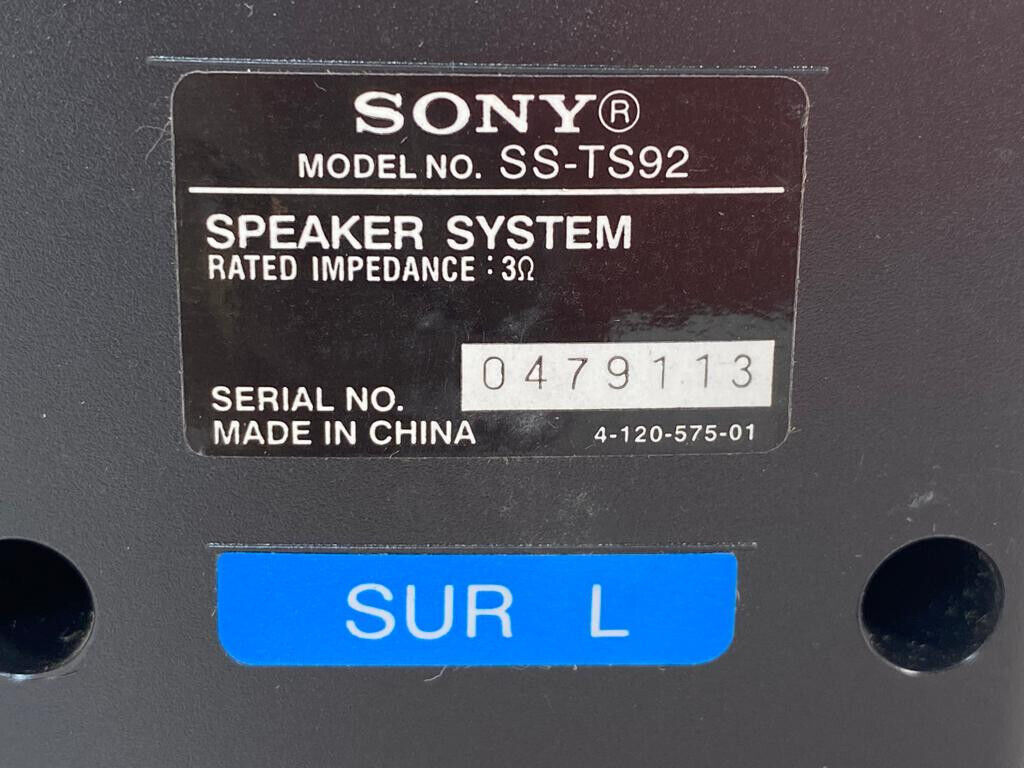 SONY®
MODEL NO. SS-TS92
SPEAKER SYSTEM
RATED IMPEDANCE : 3Ω
0479113
SERIAL NO.
MADE IN CHINA 4-120-575-01
SUR L